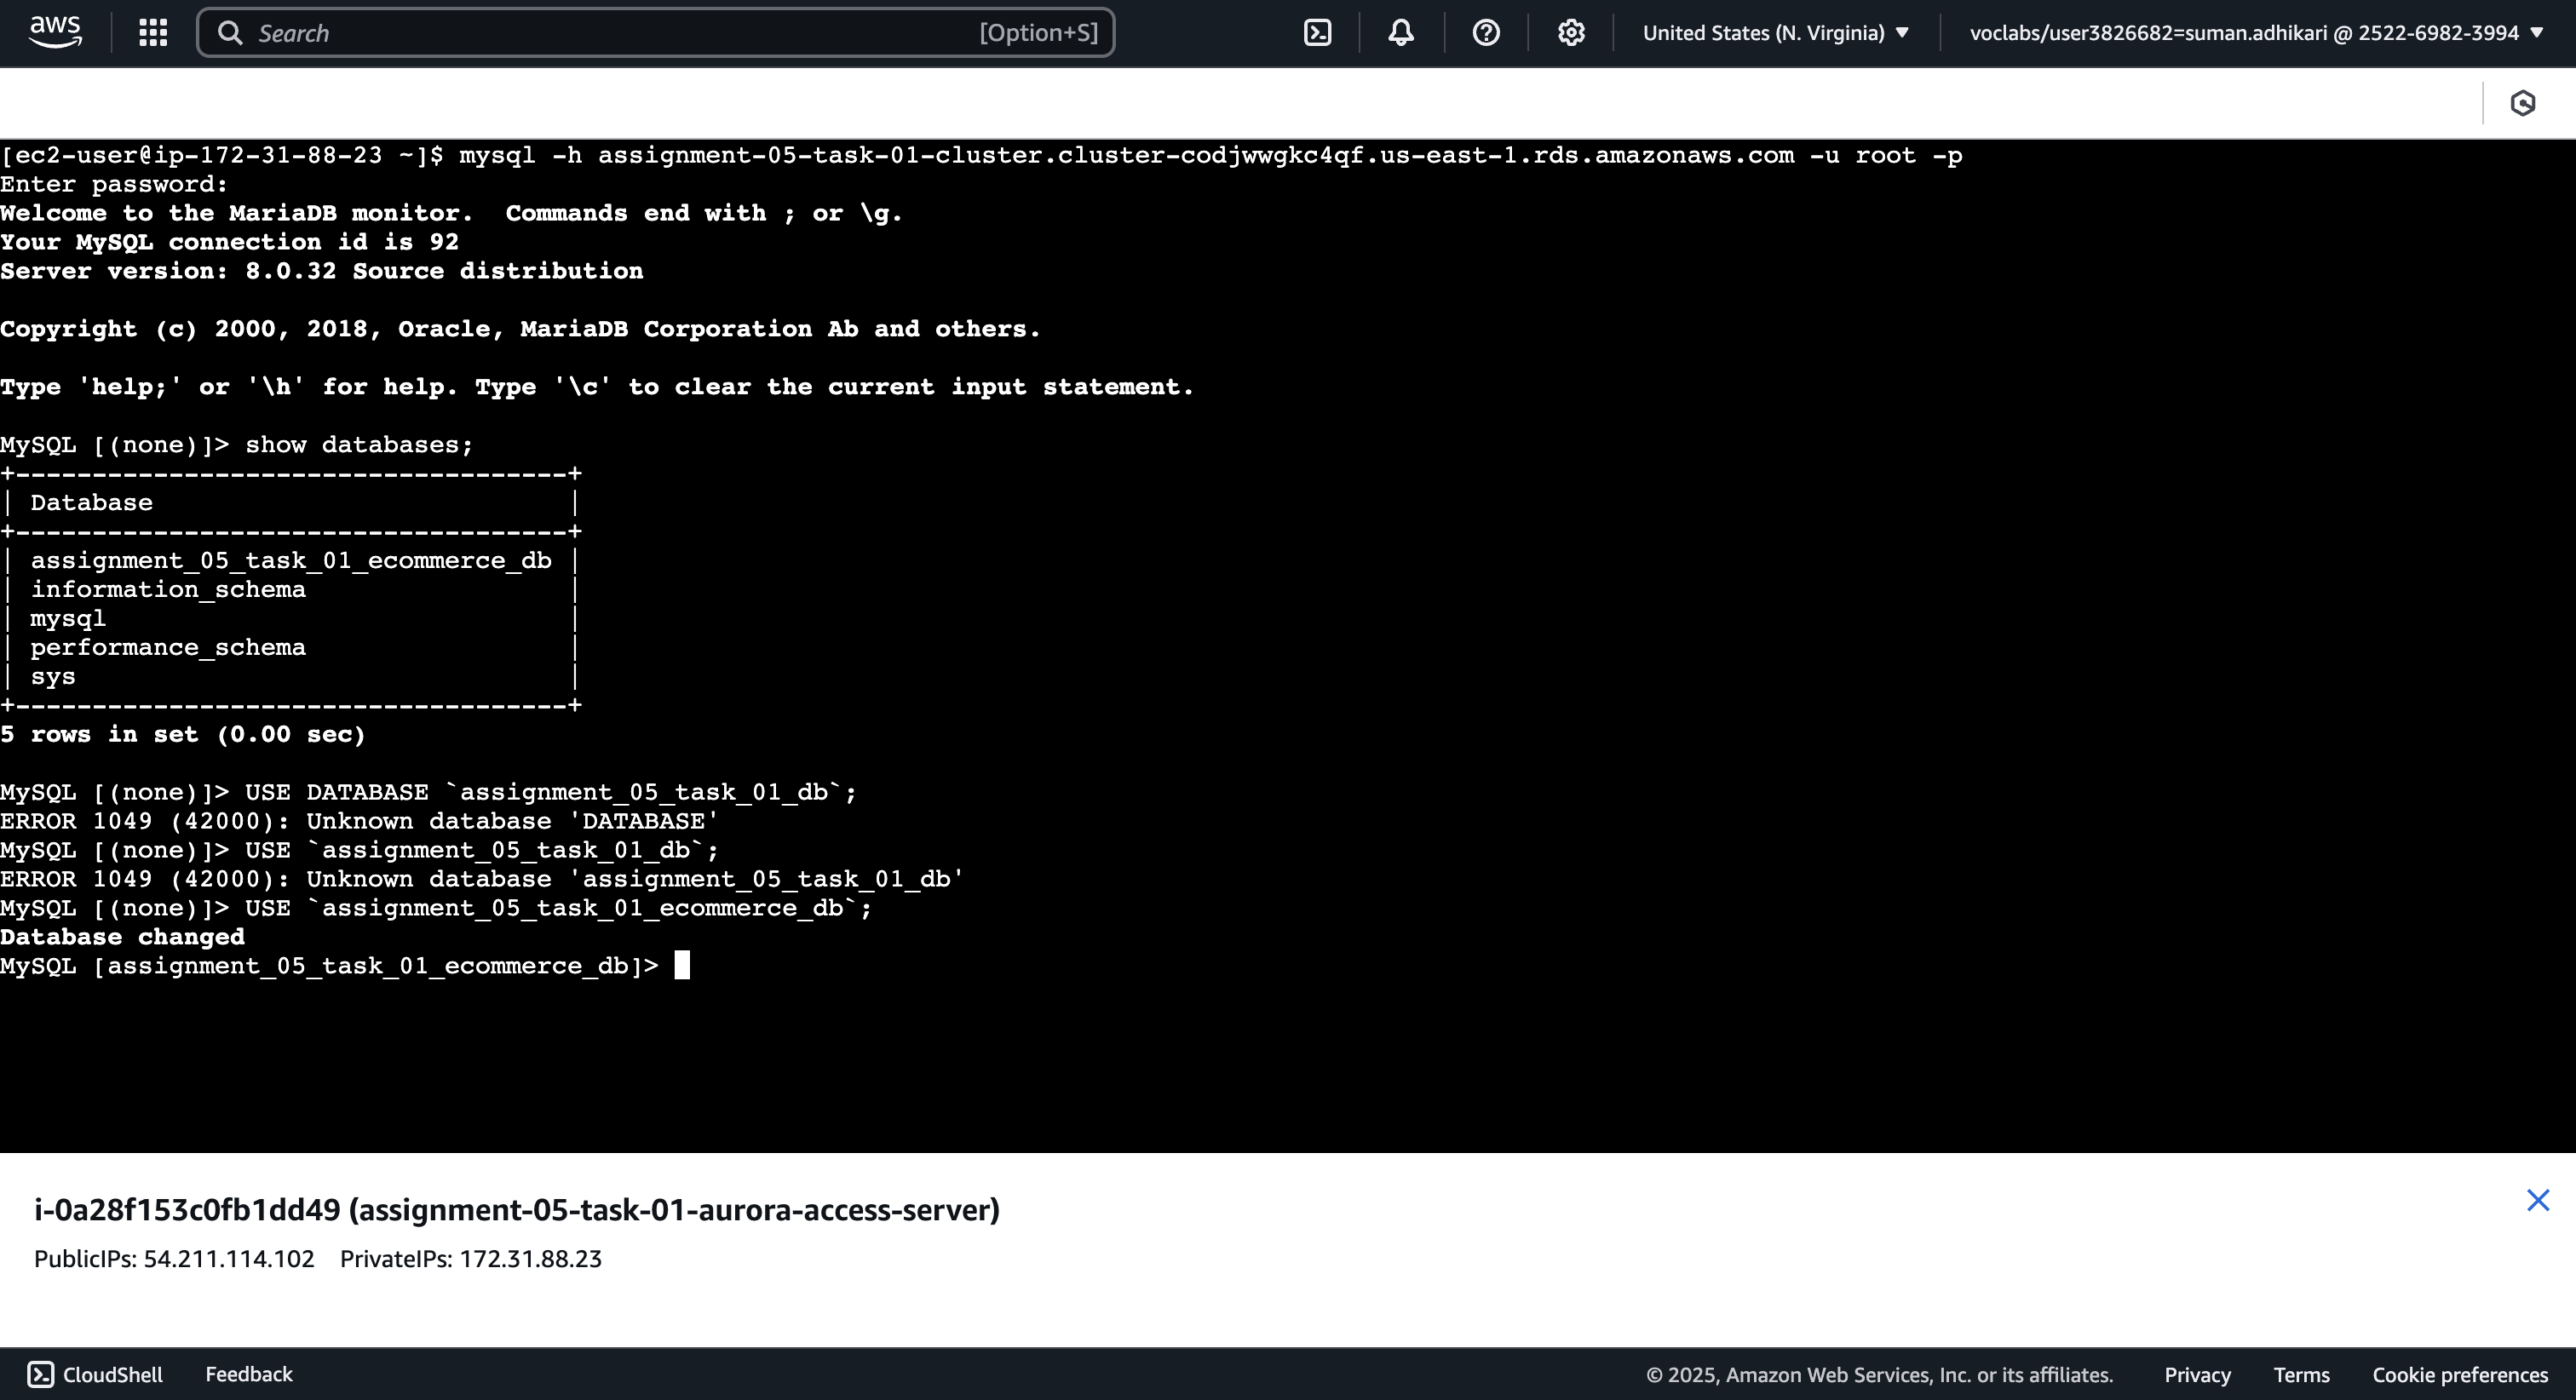 aws Search [Option+S] United States (N. Virginia) voclabs/user3826682=suman.adhikari @ 2522-6982-3994
[ec2-user@ip-172-31-88-23 ~]$ mysql -h assignment-05-task-01-cluster.cluster-codjwwgkc4qf.us-east-1.rds.amazonaws.com -u root -p
Enter password:
Welcome to the MariaDB monitor.  Commands end with ; or \g.
Your MySQL connection id is 92
Server version: 8.0.32 Source distribution
Copyright (c) 2000, 2018, Oracle, MariaDB Corporation Ab and others.
Type 'help;' or '\h' for help. Type '\c' to clear the current input statement.
MySQL [(none)]> show databases;
+------------------------------------+
| Database                           |
+------------------------------------+
| assignment_05_task_01_ecommerce_db |
| information_schema                 |
| mysql                              |
| performance_schema                 |
| sys                                |
+------------------------------------+
5 rows in set (0.00 sec)
MySQL [(none)]> USE DATABASE `assignment_05_task_01_db`;
ERROR 1049 (42000): Unknown database 'DATABASE'
MySQL [(none)]> USE `assignment_05_task_01_db`;
ERROR 1049 (42000): Unknown database 'assignment_05_task_01_db'
MySQL [(none)]> USE `assignment_05_task_01_ecommerce_db`;
Database changed
MySQL [assignment_05_task_01_ecommerce_db]>
i-0a28f153c0fb1dd49 (assignment-05-task-01-aurora-access-server)
PublicIPs: 54.211.114.102 PrivateIPs: 172.31.88.23
CloudShell Feedback © 2025, Amazon Web Services, Inc. or its affiliates. Privacy Terms Cookie preferences